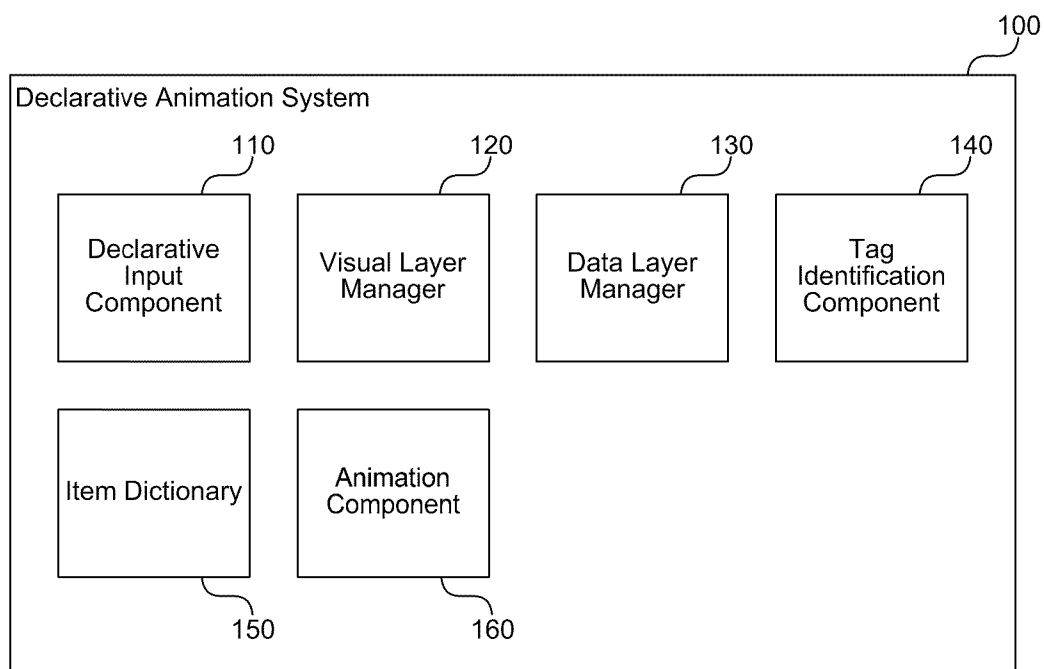 100
Declarative Animation System
110
120
130
140
Declarative
Input
Component
Visual Layer
Manager
Data Layer
Manager
Tag
Identification
Component
Item Dictionary
Animation
Component
150
160